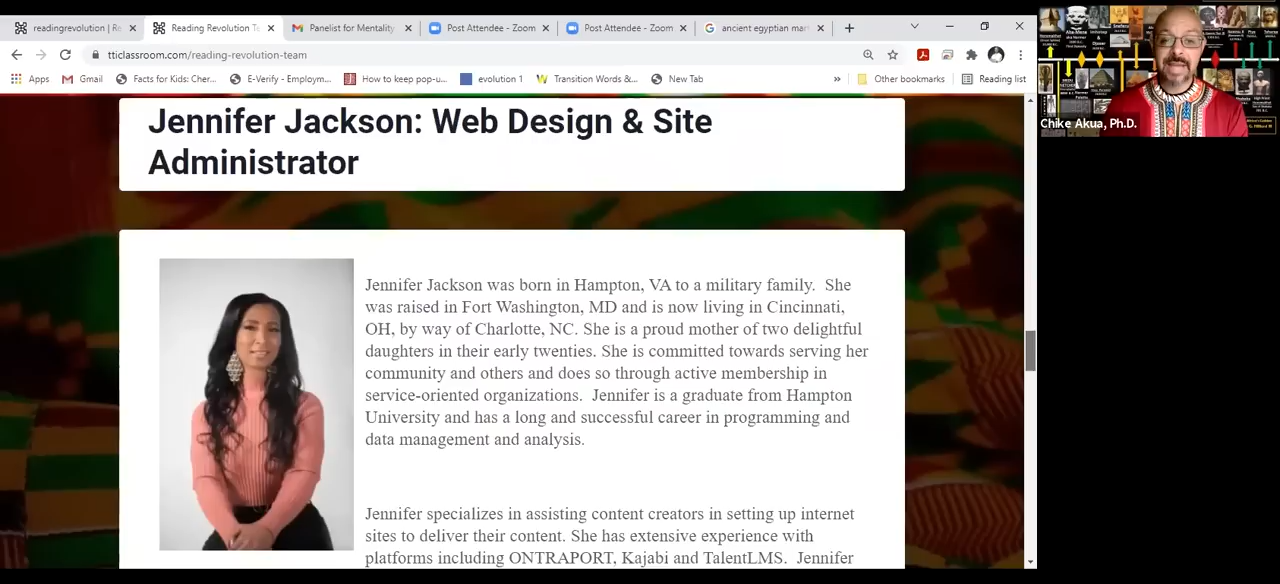 readingrevolution | Re
Reading Revolution Te
Panelist for Mentality,
Post Attendee - Zoom
Post Attendee - Zoom
ancient egyptian mar
tticlassroom.com/reading-revolution-team
Apps
Gmail
Facts for Kids: Cher...
E-Verify - Employm...
How to keep pop-u...
evolution 1
Transition Words &...
New Tab
»
Other bookmarks
Reading list
Chike Akua, Ph.D.
Jennifer Jackson: Web Design & Site
Administrator
Jennifer Jackson was born in Hampton, VA to a military family. She
was raised in Fort Washington, MD and is now living in Cincinnati,
OH, by way of Charlotte, NC. She is a proud mother of two delightful
daughters in their early twenties. She is committed towards serving her
community and others and does so through active membership in
service-oriented organizations. Jennifer is a graduate from Hampton
University and has a long and successful career in programming and
data management and analysis.
Jennifer specializes in assisting content creators in setting up internet
sites to deliver their content. She has extensive experience with
platforms including ONTRAPORT, Kajabi and TalentLMS. Jennifer